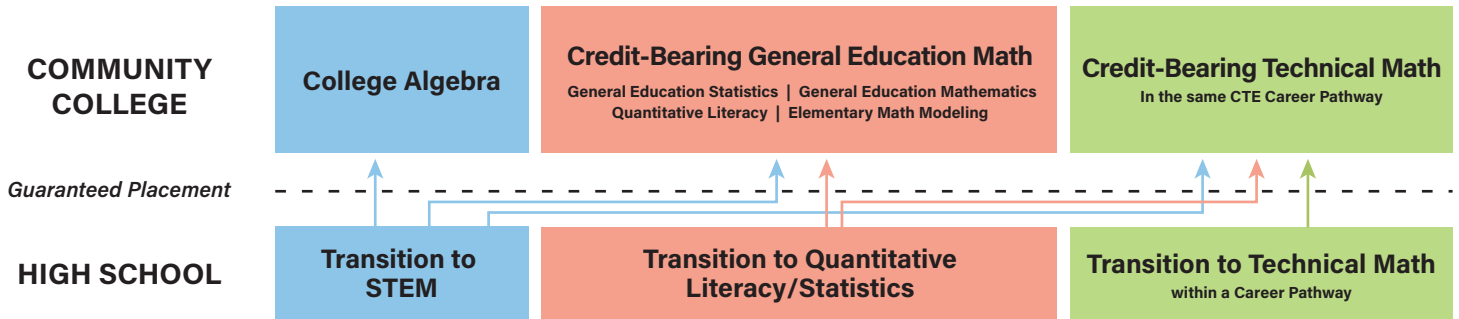 COMMUNITY
COLLEGE
College Algebra
Credit-Bearing General Education Math
General Education Statistics | General Education Mathematics
Quantitative Literacy | Elementary Math Modeling
Credit-Bearing Technical Math
In the same CTE Career Pathway
Guaranteed Placement
HIGH SCHOOL
Transition to
STEM
Transition to Quantitative
Literacy/Statistics
Transition to Technical Math
within a Career Pathway